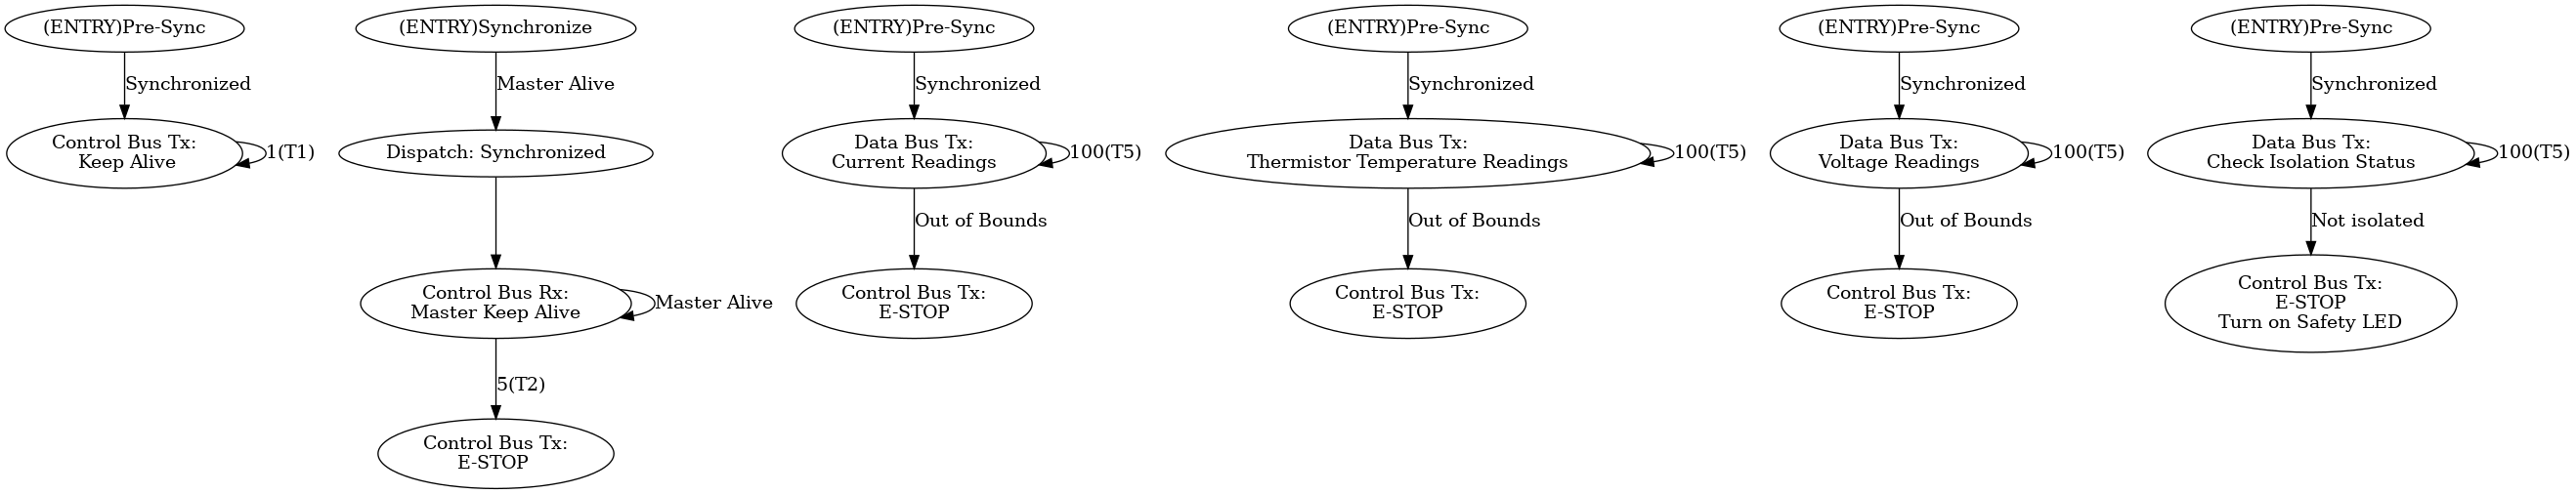 (ENTRY)Pre-Sync
Synchronized
Control Bus Tx:
Keep Alive
1(T1)
(ENTRY)Synchronize
Master Alive
Dispatch: Synchronized
Control Bus Rx:
Master Keep Alive
Master Alive
5(T2)
Control Bus Tx:
E-STOP
(ENTRY)Pre-Sync
Synchronized
Data Bus Tx:
Current Readings
100(T5)
Out of Bounds
Control Bus Tx:
E-STOP
(ENTRY)Pre-Sync
Synchronized
Data Bus Tx:
Thermistor Temperature Readings
100(T5)
Out of Bounds
Control Bus Tx:
E-STOP
(ENTRY)Pre-Sync
Synchronized
Data Bus Tx:
Voltage Readings
100(T5)
Out of Bounds
Control Bus Tx:
E-STOP
(ENTRY)Pre-Sync
Synchronized
Data Bus Tx:
Check Isolation Status
100(T5)
Not isolated
Control Bus Tx:
E-STOP
Turn on Safety LED